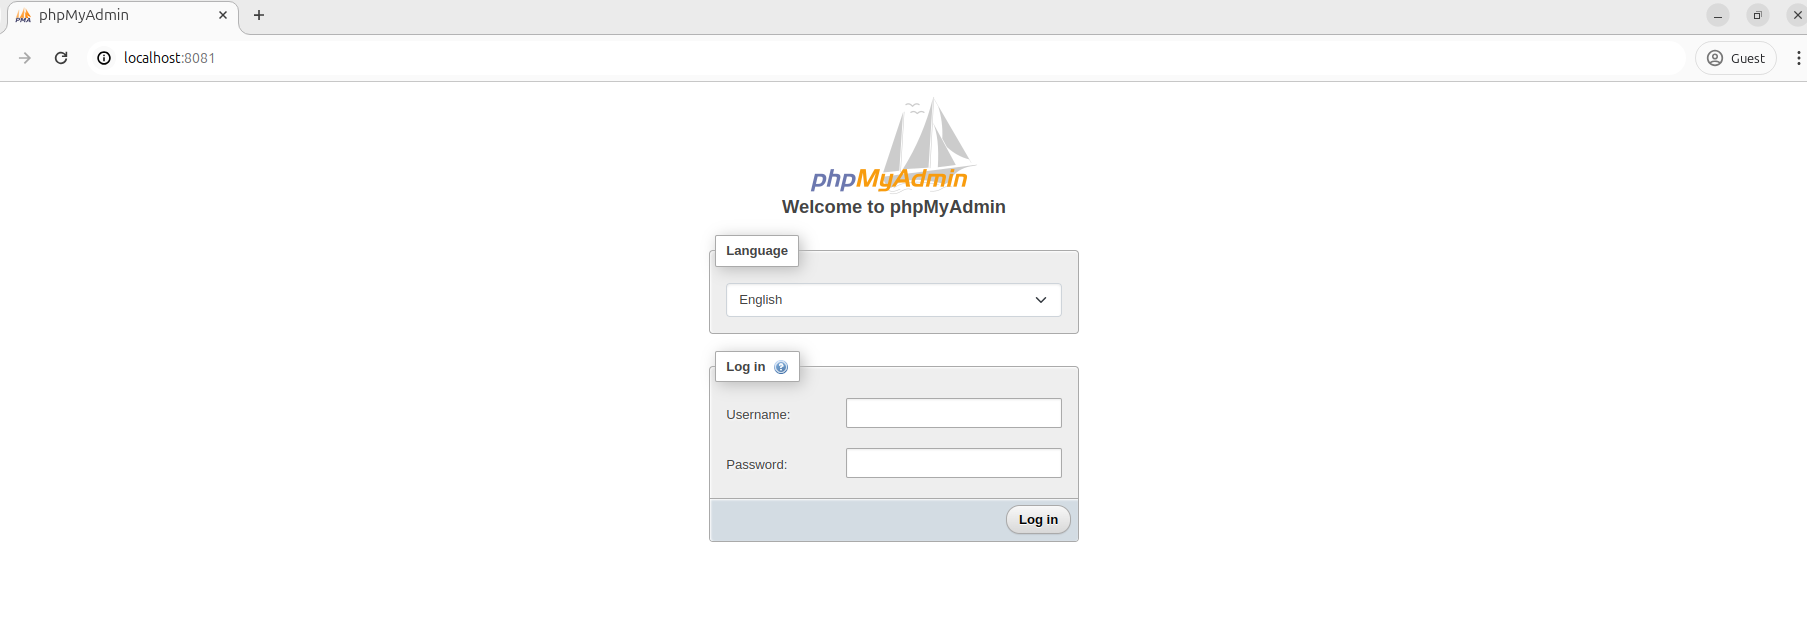 phpMyAdmin
localhost:8081
Guest
phpMyAdmin
Welcome to phpMyAdmin
Language
English
Log in
Username:
Password:
Log in